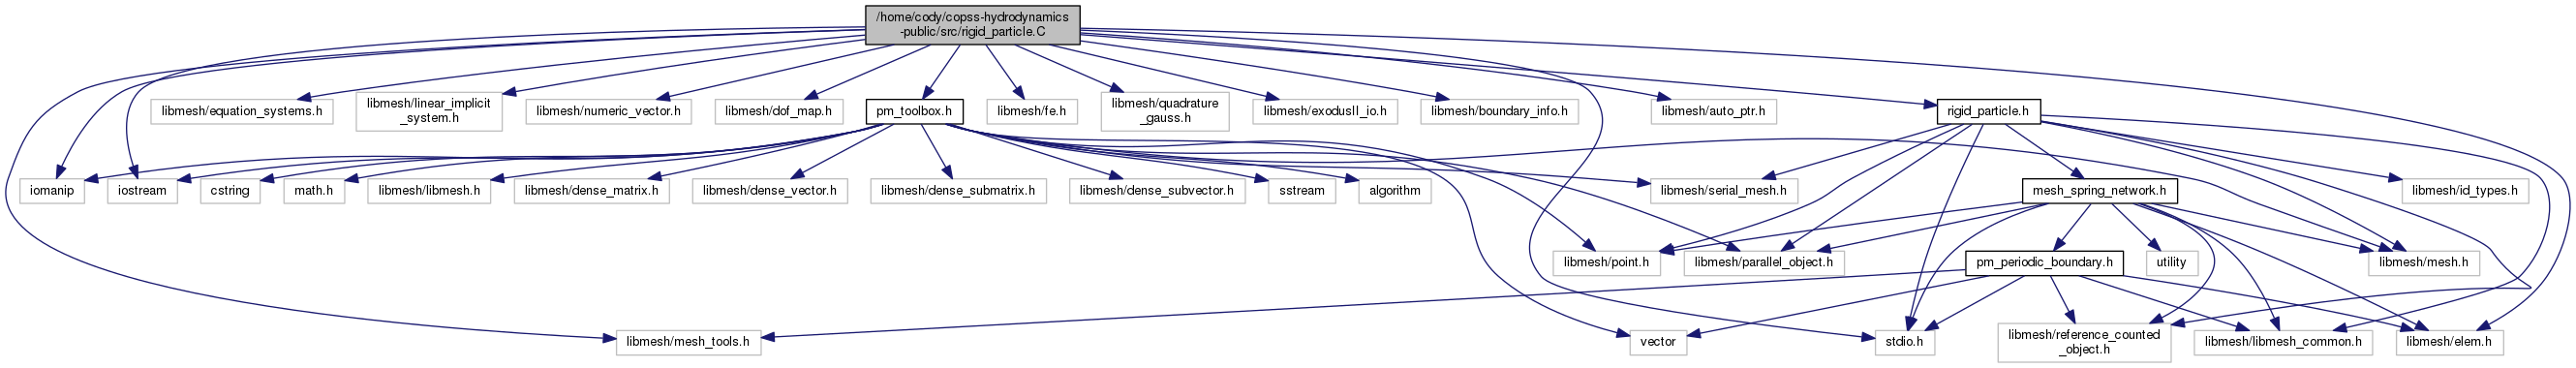 /home/cody/copss-hydrodynamics
-public/src/rigid_particle.C
libmesh/equation_systems.h
libmesh/linear_implicit
_system.h
libmesh/numeric_vector.h
libmesh/dof_map.h
pm_toolbox.h
libmesh/fe.h
libmesh/quadrature
_gauss.h
libmesh/exodusII_io.h
libmesh/boundary_info.h
libmesh/auto_ptr.h
rigid_particle.h
iomanip
iostream
cstring
math.h
libmesh/libmesh.h
libmesh/dense_matrix.h
libmesh/dense_vector.h
libmesh/dense_submatrix.h
libmesh/dense_subvector.h
sstream
algorithm
libmesh/serial_mesh.h
mesh_spring_network.h
libmesh/id_types.h
libmesh/point.h
libmesh/parallel_object.h
pm_periodic_boundary.h
utility
libmesh/mesh.h
libmesh/mesh_tools.h
vector
stdio.h
libmesh/reference_counted
_object.h
libmesh/libmesh_common.h
libmesh/elem.h